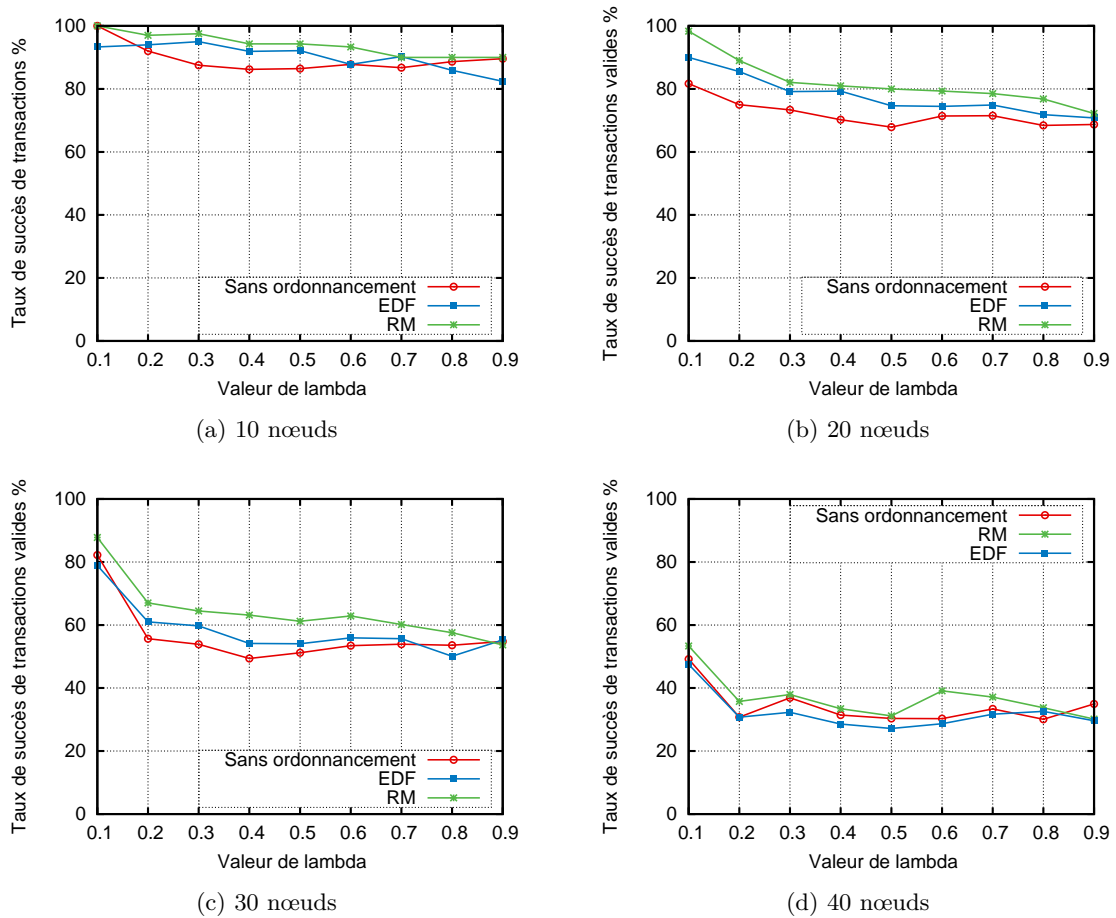 Taux de succès de transactions %
100
80
60
40
20
0
Sans ordonnancement
EDF
RM
0.1 0.2 0.3 0.4 0.5 0.6 0.7 0.8 0.9
Valeur de lambda
(a) 10 nœuds
Taux de succès de transactions valides %
100
80
60
40
20
0
Sans ordonnancement
EDF
RM
0.1 0.2 0.3 0.4 0.5 0.6 0.7 0.8 0.9
Valeur de lambda
(b) 20 nœuds
Taux de succès de transactions valides %
100
80
60
40
20
0
Sans ordonnancement
EDF
RM
0.1 0.2 0.3 0.4 0.5 0.6 0.7 0.8 0.9
Valeur de lambda
(c) 30 nœuds
Taux de succès de transactions valides %
100
80
60
40
20
0
Sans ordonnancement
RM
EDF
0.1 0.2 0.3 0.4 0.5 0.6 0.7 0.8 0.9
Valeur de lambda
(d) 40 nœuds